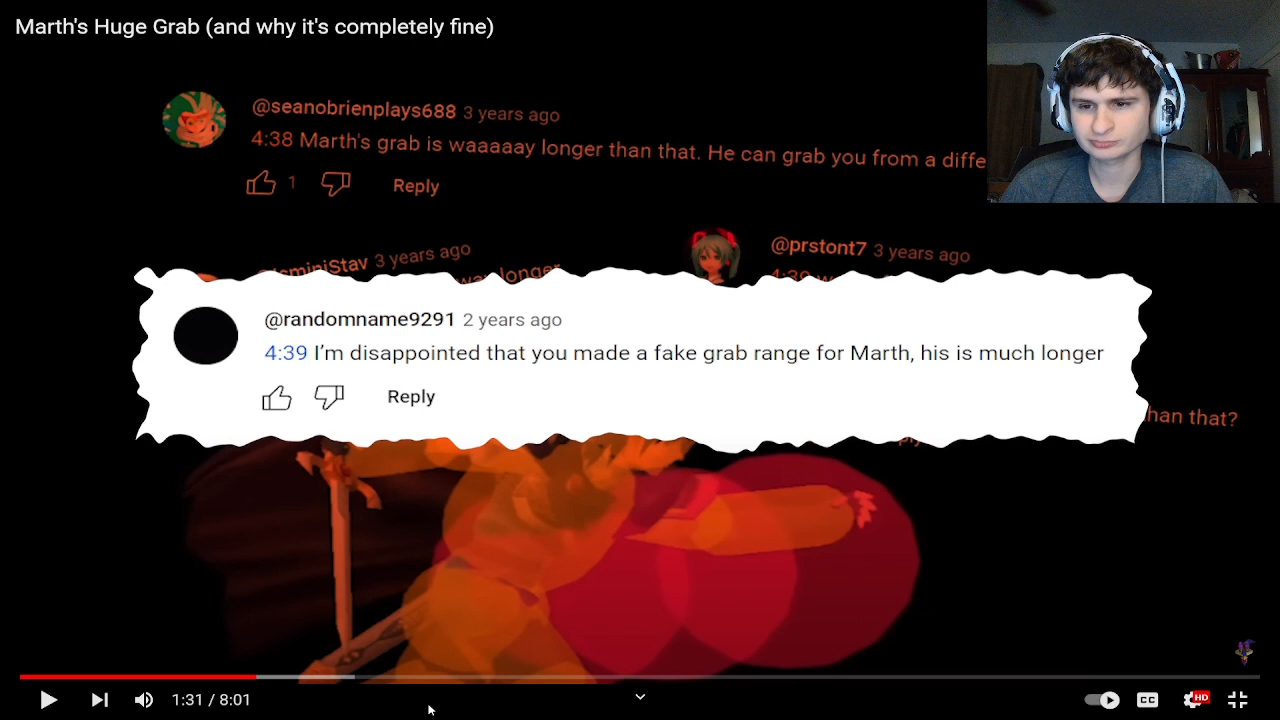 Marth's Huge Grab (and why it's completely fine)
@seanobrienplays688 3 years ago
4:38 Marth's grab is waaaaay longer than that. He can grab you from a diffe
1 Reply
3 years ago
@prstont7 3 years ago
longer
@randomname9291 2 years ago
4:39 I'm disappointed that you made a fake grab range for Marth, his is much longer
Reply
han that?
1:31 / 8:01
CC
HD